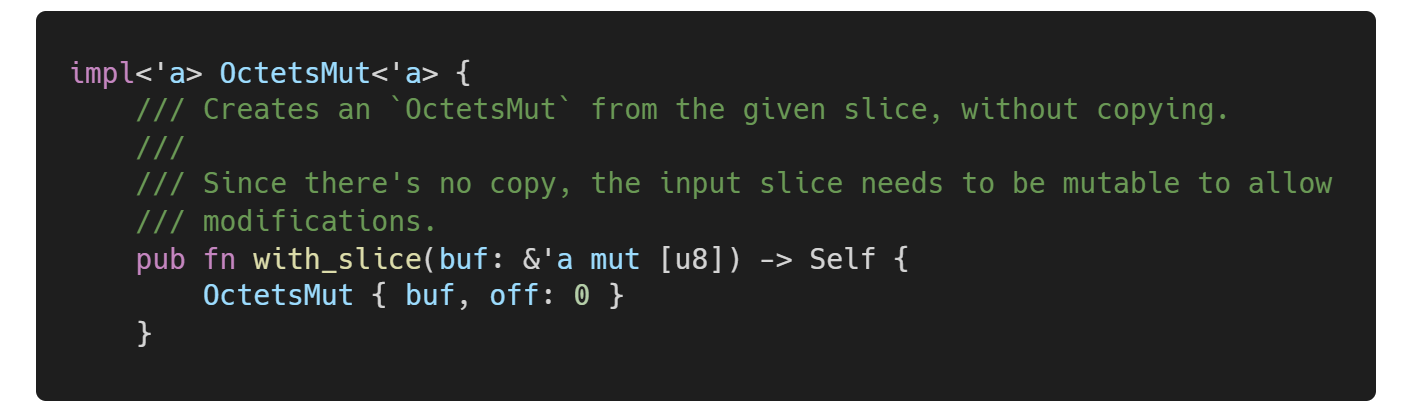 impl<'a> OctetsMut<'a> {
    /// Creates an `OctetsMut` from the given slice, without copying.
    ///
    /// Since there's no copy, the input slice needs to be mutable to allow
    /// modifications.
    pub fn with_slice(buf: &'a mut [u8]) -> Self {
        OctetsMut { buf, off: 0 }
    }